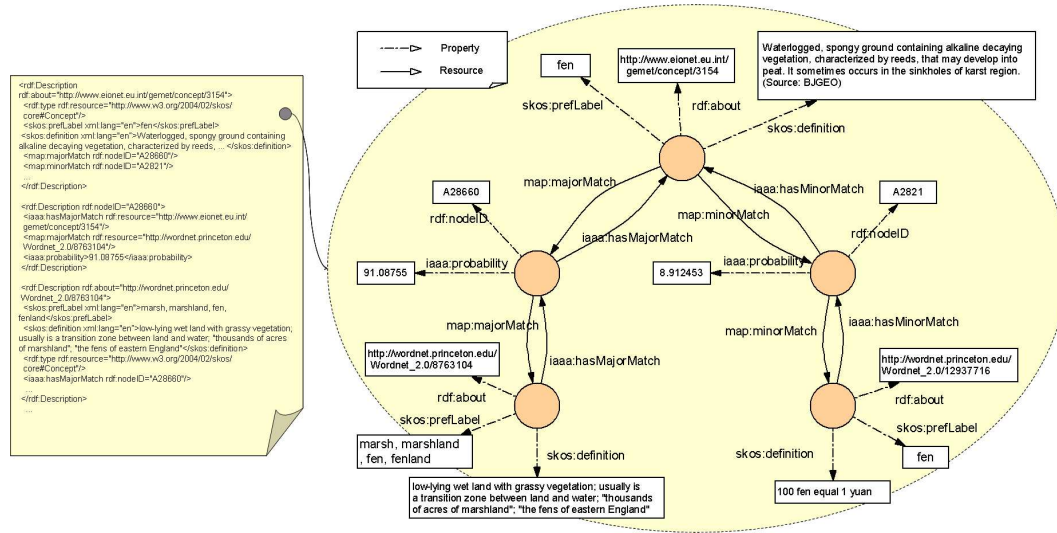 <rdf:Description
rdf:about="http://www.eionet.eu.int/gemet/concept/3154">
<rdf:type rdf:resource="http://www.w3.org/2004/02/skos/
core#Concept"/>
<skos:prefLabel xml:lang="en">fen</skos:prefLabel>
<skos:definition xml:lang="en">Waterlogged, spongy ground containing
alkaline decaying vegetation, characterized by reeds, ... </skos:definition>
<map:majorMatch rdf:nodeID="A28660"/>
<map:minorMatch rdf:nodeID="A2821"/>
...
</rdf:Description>
<rdf:Description rdf:nodeID="A28660">
<iaaa:hasMajorMatch rdf:resource="http://www.eionet.eu.int/
gemet/concept/3154"/>
<map:majorMatch rdf:resource="http://wordnet.princeton.edu/
Wordnet_2.0/8763104"/>
<iaaa:probability>91.08755</iaaa:probability>
</rdf:Description>
<rdf:Description rdf:about="http://wordnet.princeton.edu/
Wordnet_2.0/8763104">
<skos:prefLabel xml:lang="en">marsh, marshland, fen,
fenland</skos:prefLabel>
<skos:definition xml:lang="en">low-lying wet land with grassy vegetation;
usually is a transition zone between land and water; "thousands of acres
of marshland"; "the fens of eastern England"</skos:definition>
<rdf:type rdf:resource="http://www.w3.org/2004/02/skos/
core#Concept"/>
<iaaa:hasMajorMatch rdf:nodeID="A28660"/>
...
</rdf:Description>
...
Property
Resource
fen
http://www.eionet.eu.int/
gemet/concept/3154
Waterlogged, spongy ground containing alkaline decaying
vegetation, characterized by reeds, that may develop into
peat. It sometimes occurs in the sinkholes of karst region.
(Source: BJGEO)
skos:prefLabel
rdf:about
skos:definition
map:majorMatch
iaaa:hasMinorMatch
A28660
A2821
rdf:nodeID
map:minorMatch
rdf:nodeID
iaaa:hasMajorMatch
91.08755
iaaa:probability
8.912453
iaaa:probability
map:majorMatch
iaaa:hasMajorMatch
map:minorMatch
iaaa:hasMinorMatch
http://wordnet.princeton.edu/
Wordnet_2.0/8763104
http://wordnet.princeton.edu/
Wordnet_2.0/12937716
rdf:about
rdf:about
skos:prefLabel
skos:prefLabel
marsh, marshland
, fen, fenland
fen
skos:definition
skos:definition
low-lying wet land with grassy vegetation; usually is
a transition zone between land and water; "thousands
of acres of marshland"; "the fens of eastern England"
100 fen equal 1 yuan